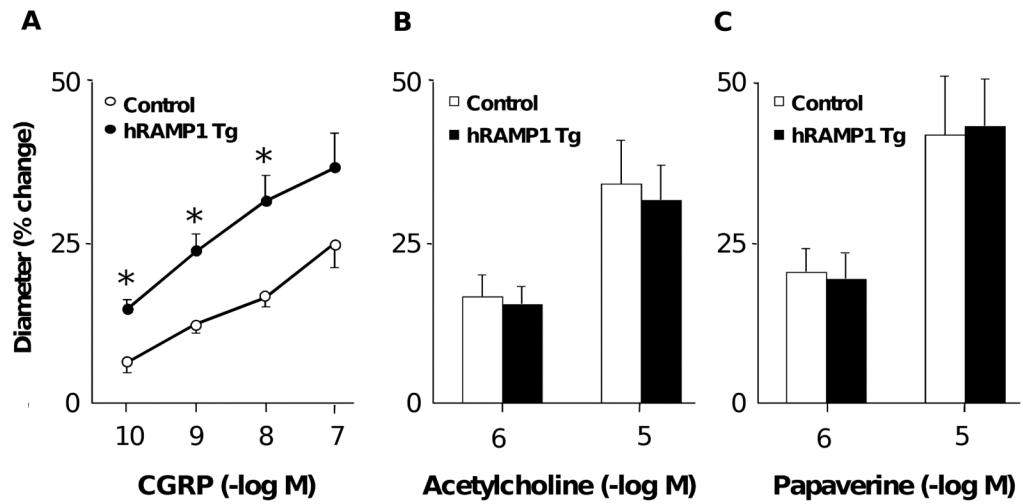 A
50
25
0
Diameter (% change)
Control
hRAMP1 Tg
*
*
*
10 9 8 7
CGRP (-log M)
B
50
25
0
Control
hRAMP1 Tg
6 5
Acetylcholine (-log M)
C
50
25
0
Control
hRAMP1 Tg
6 5
Papaverine (-log M)